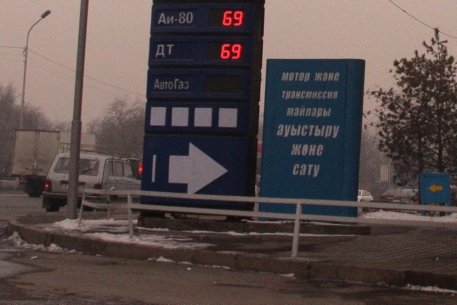 Аи-80 69
ДТ 69
АвтоГаз
мотор және
трансмиссия
майлары
ауыстыру
және
сату